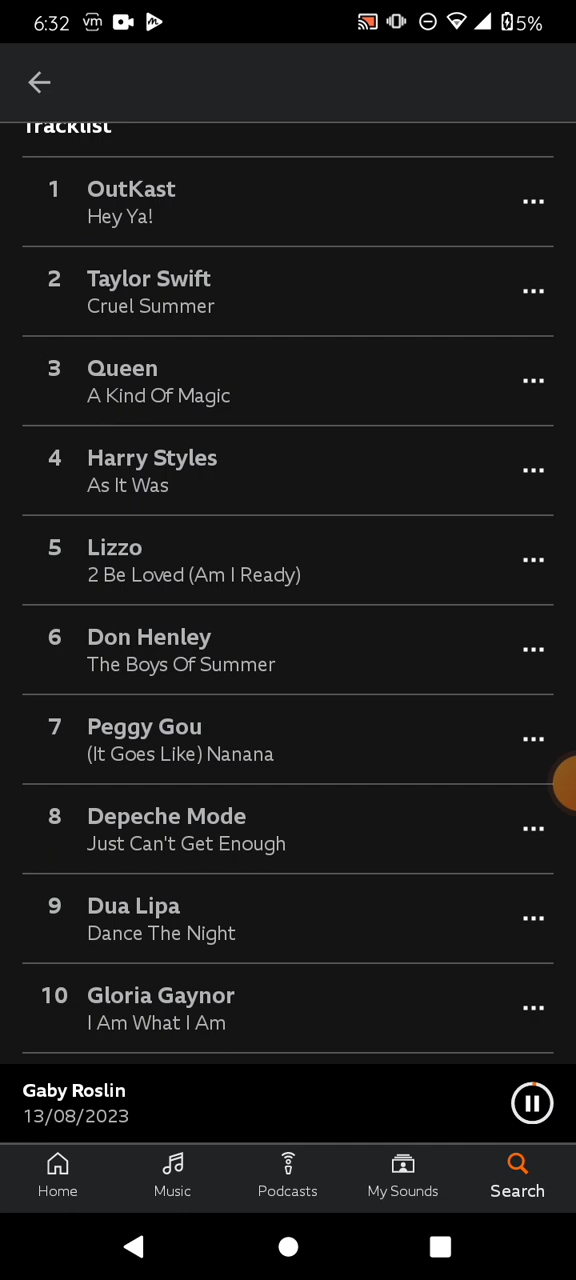 6:32 vm 5%
Tracklist
1 OutKast
Hey Ya!
2 Taylor Swift
Cruel Summer
3 Queen
A Kind Of Magic
4 Harry Styles
As It Was
5 Lizzo
2 Be Loved (Am I Ready)
6 Don Henley
The Boys Of Summer
7 Peggy Gou
(It Goes Like) Nanana
8 Depeche Mode
Just Can't Get Enough
9 Dua Lipa
Dance The Night
10 Gloria Gaynor
I Am What I Am
Gaby Roslin
13/08/2023
Home Music Podcasts My Sounds Search